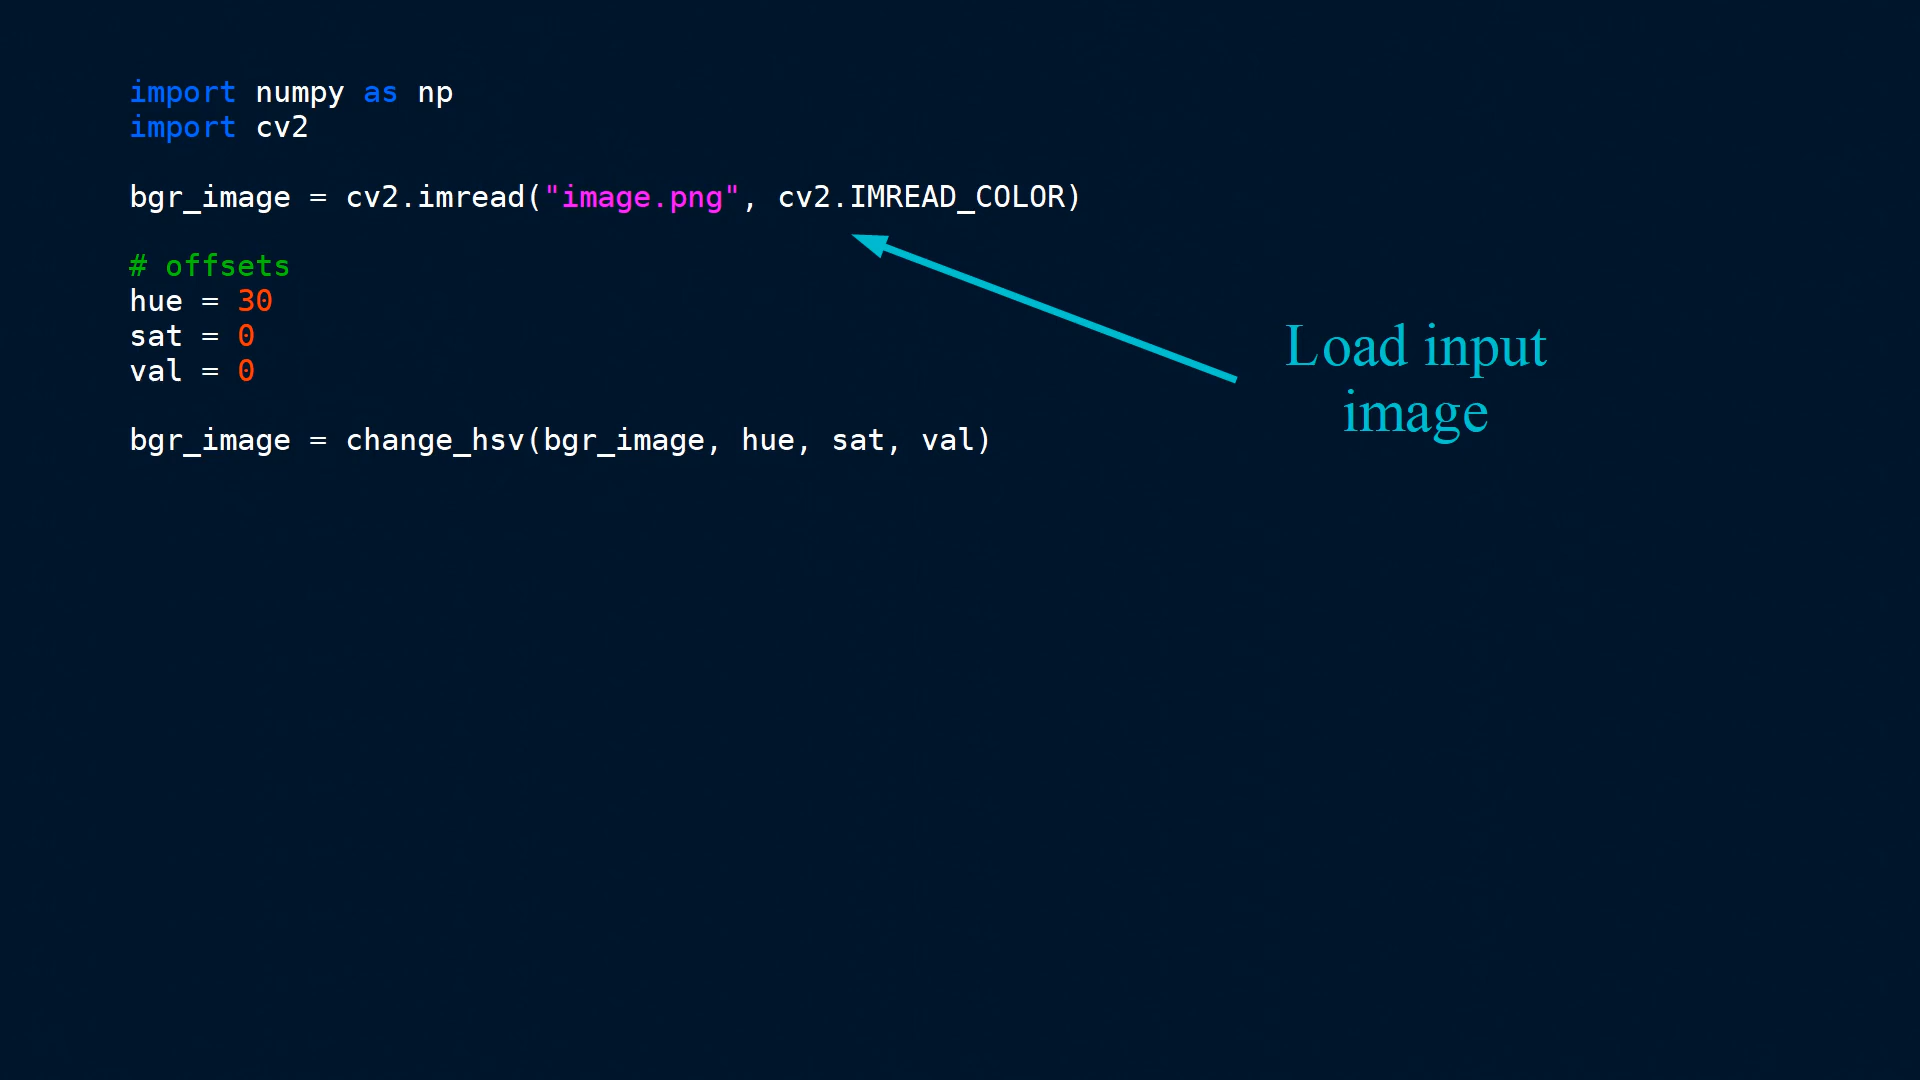 import numpy as np
import cv2
bgr_image = cv2.imread("image.png", cv2.IMREAD_COLOR)
# offsets
hue = 30
sat = 0
val = 0
bgr_image = change_hsv(bgr_image, hue, sat, val)
Load input
image